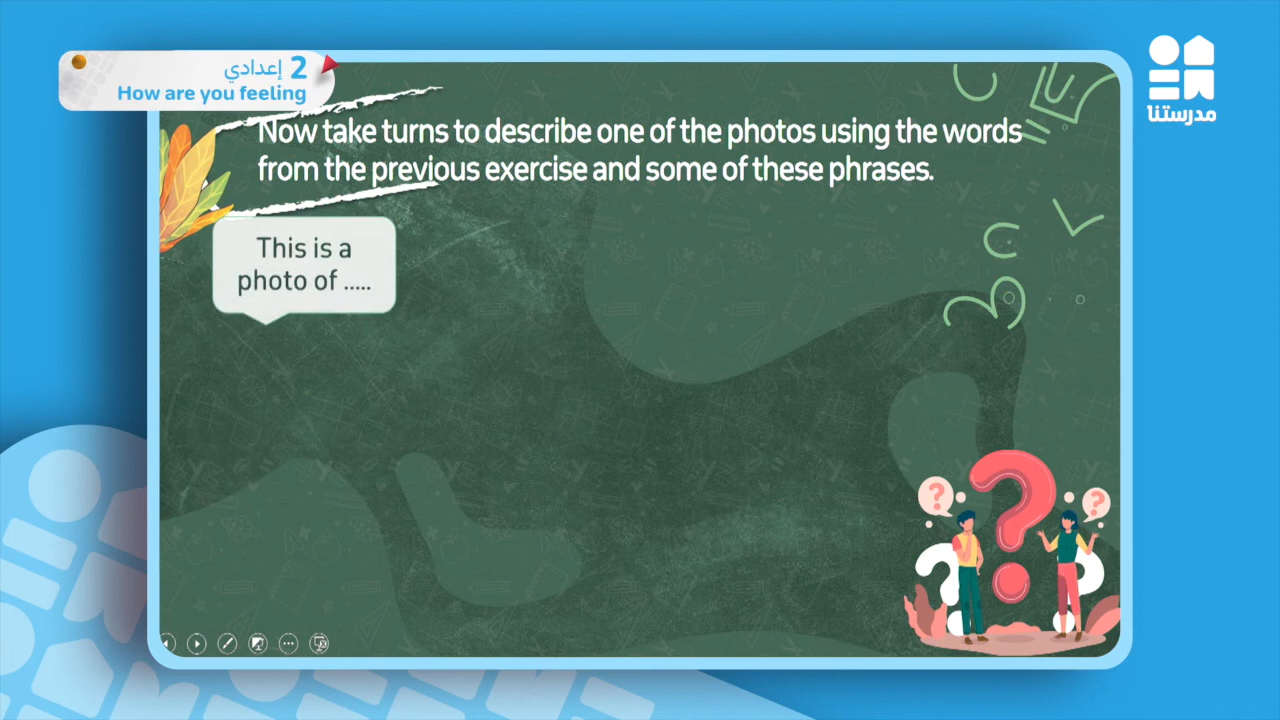 2 إعدادي
How are you feeling
مدرستنا
Now take turns to describe one of the photos using the words
from the previous exercise and some of these phrases.
This is a
photo of .....